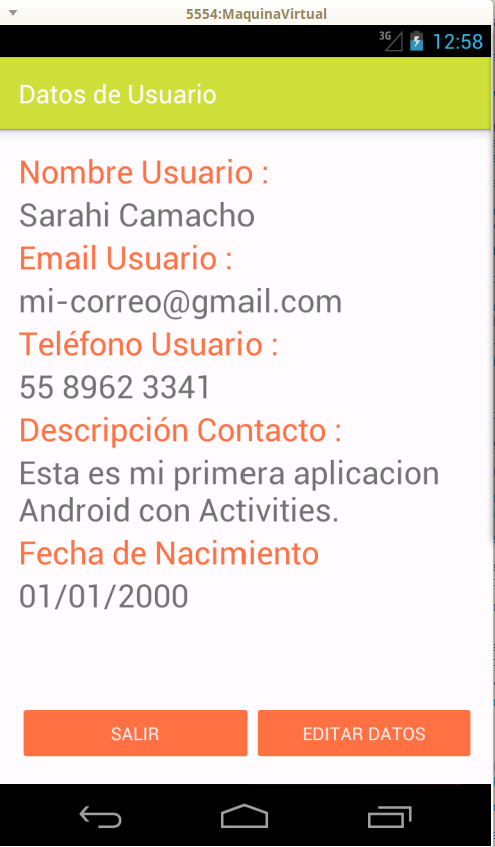 5554:MaquinaVirtual
3G 12:58
Datos de Usuario
Nombre Usuario :
Sarahi Camacho
Email Usuario :
mi-correo@gmail.com
Teléfono Usuario :
55 8962 3341
Descripción Contacto :
Esta es mi primera aplicacion
Android con Activities.
Fecha de Nacimiento
01/01/2000
SALIR EDITAR DATOS